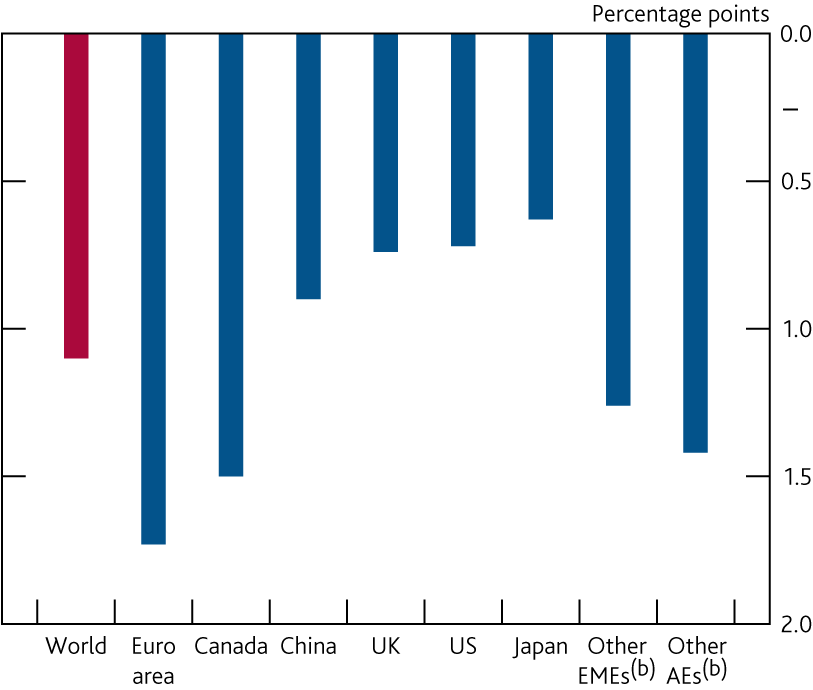 Percentage points
0.0
–
0.5
1.0
1.5
2.0
World Euro Canada China UK US Japan Other Other
area EMEs(b) AEs(b)